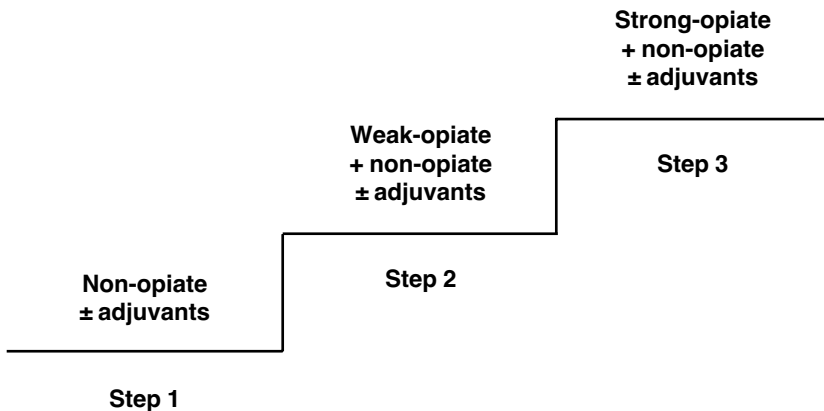 Strong-opiate
+ non-opiate
± adjuvants
Step 3
Weak-opiate
+ non-opiate
± adjuvants
Step 2
Non-opiate
± adjuvants
Step 1